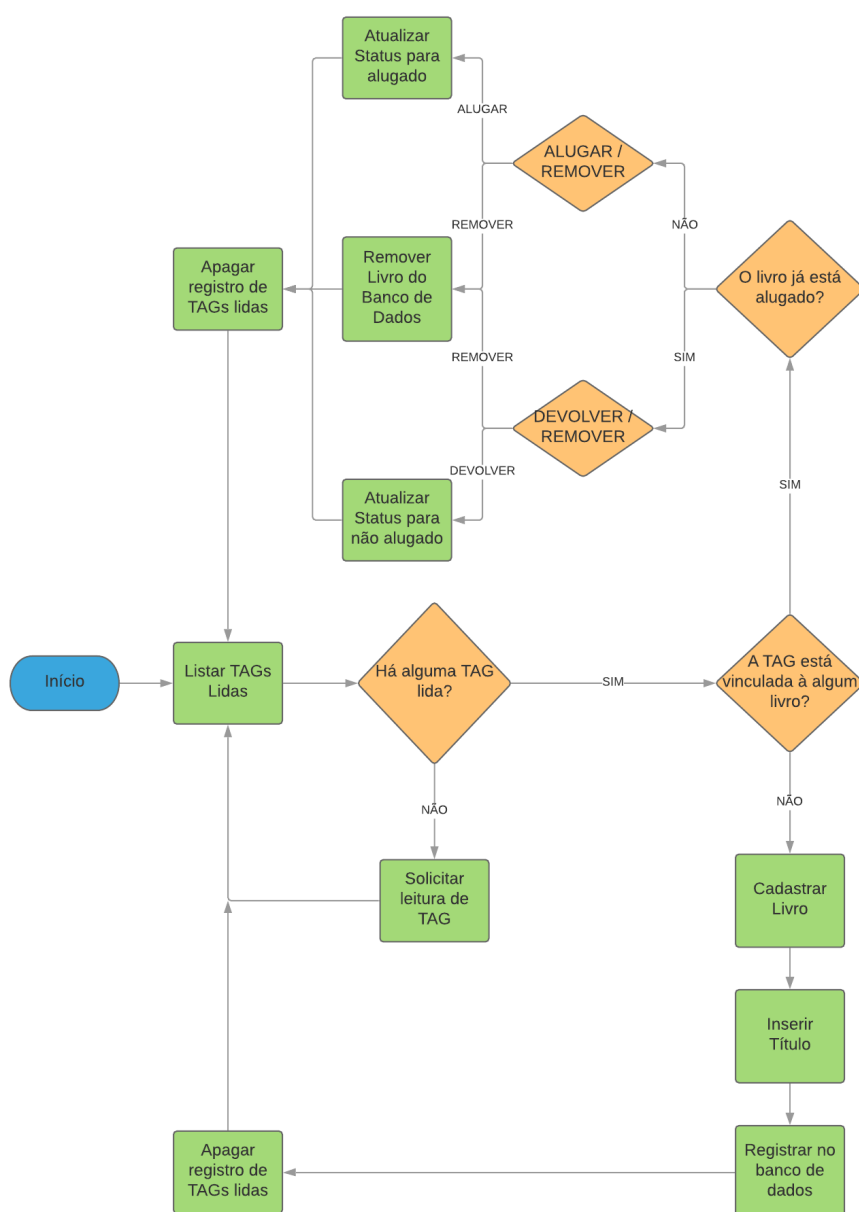 Atualizar
Status para
alugado
ALUGAR
ALUGAR /
REMOVER
REMOVER
NÃO
Apagar
registro de
TAGs lidas
Remover
Livro do
Banco de
Dados
O livro já está
alugado?
REMOVER
SIM
DEVOLVER /
REMOVER
DEVOLVER
Atualizar
Status para
não alugado
SIM
Início
Listar TAGs
Lidas
Há alguma TAG
lida?
SIM
A TAG está
vinculada à algum
livro?
NÃO
NÃO
Solicitar
leitura de
TAG
Cadastrar
Livro
Inserir
Título
Apagar
registro de
TAGs lidas
Registrar no
banco de
dados